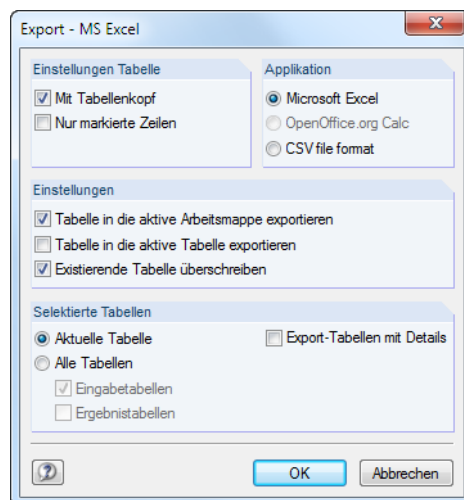 Export - MS Excel
Einstellungen Tabelle
Mit Tabellenkopf
Nur markierte Zeilen
Applikation
Microsoft Excel
OpenOffice.org Calc
CSV file format
Einstellungen
Tabelle in die aktive Arbeitsmappe exportieren
Tabelle in die aktive Tabelle exportieren
Existierende Tabelle überschreiben
Selektierte Tabellen
Aktuelle Tabelle
Alle Tabellen
Eingabetabellen
Ergebnistabellen
Export-Tabellen mit Details
OK
Abbrechen